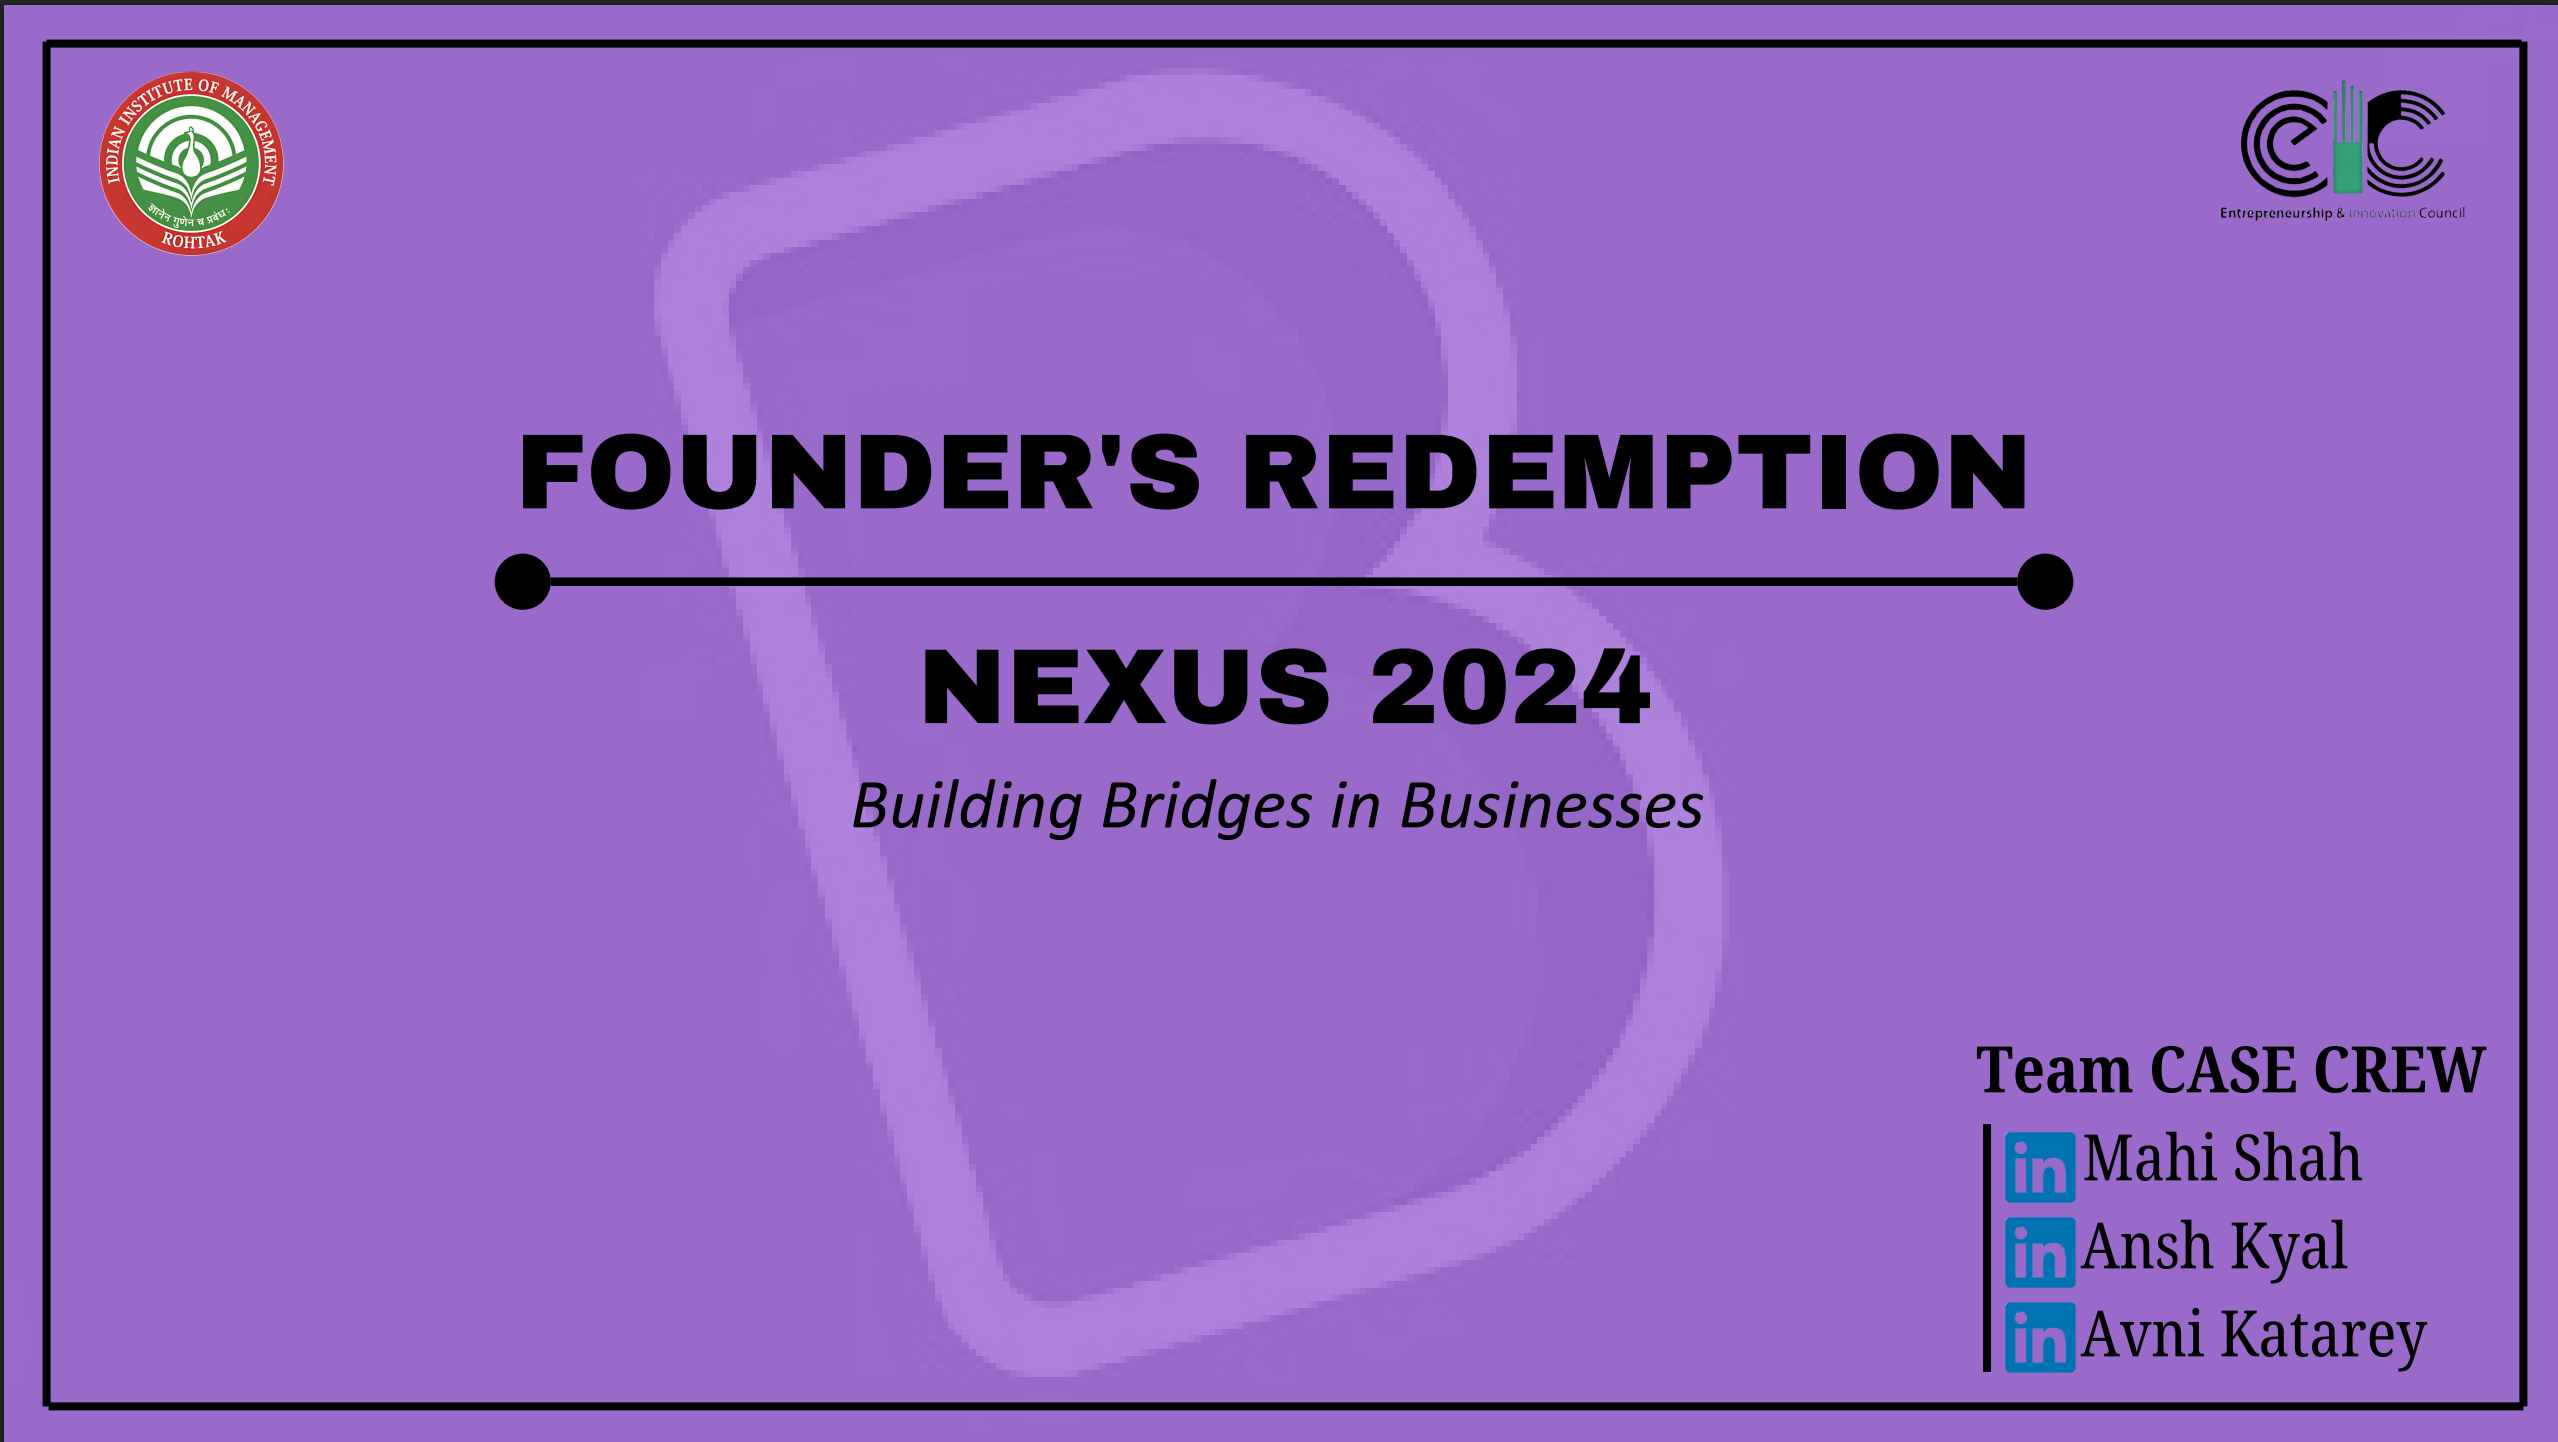 INDIAN INSTITUTE OF MANAGEMENT
ज्ञानेन गुणेन च प्रबंधः
ROHTAK
eic
Entrepreneurship & innovation Council
FOUNDER'S REDEMPTION
NEXUS 2024
Building Bridges in Businesses
Team CASE CREW
in Mahi Shah
in Ansh Kyal
in Avni Katarey